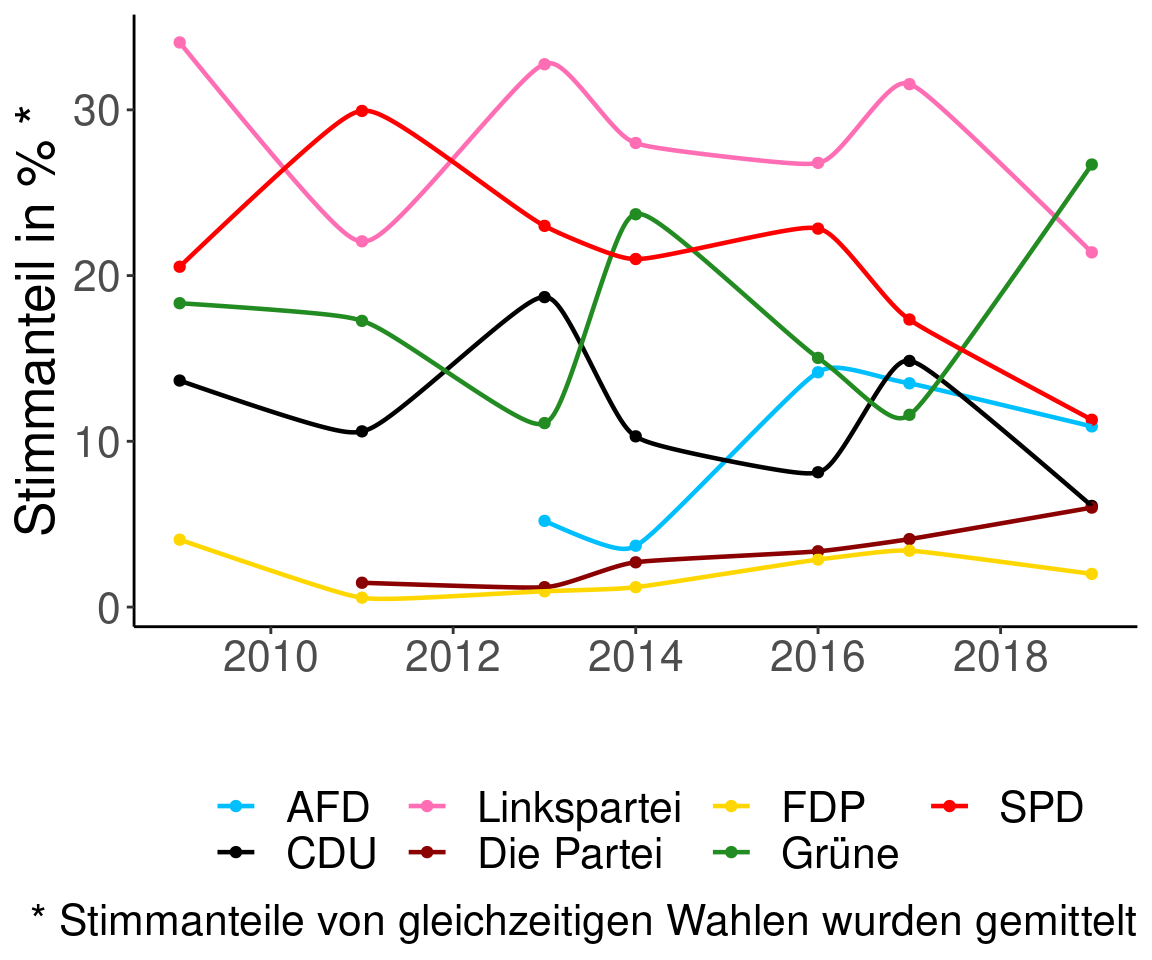 Stimmanteil in % *
30
20
10
0
2010 2012 2014 2016 2018
AFD Linkspartei FDP SPD
CDU Die Partei Grüne
* Stimmanteile von gleichzeitigen Wahlen wurden gemittelt